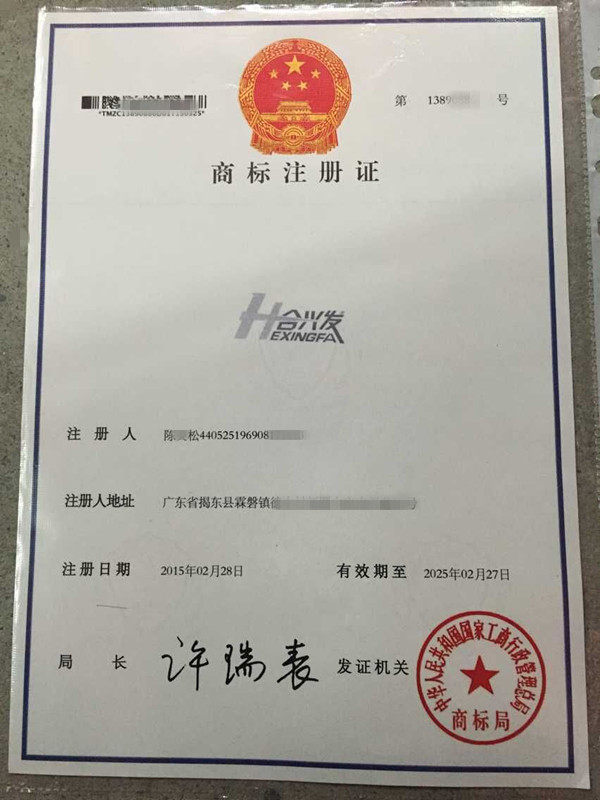 第 1389 号
商标注册证
H合兴发
EXINGFA
注册人 陈 松440525196908
注册人地址 广东省揭东县霖磐镇
注册日期 2015年02月28日 有效期至 2025年02月27日
局长 许瑞表 发证机关
中华人民共和国国家工商行政管理总局
商标局